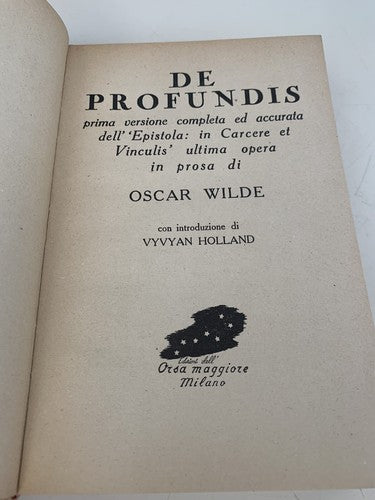 DE
PROFUNDIS
prima versione completa ed accurata
dell' 'Epistola: in Carcere et
Vinculis' ultima opera
in prosa di
OSCAR WILDE
con introduzione di
VYVYAN HOLLAND
Edizioni dell'
Orsa maggiore
Milano